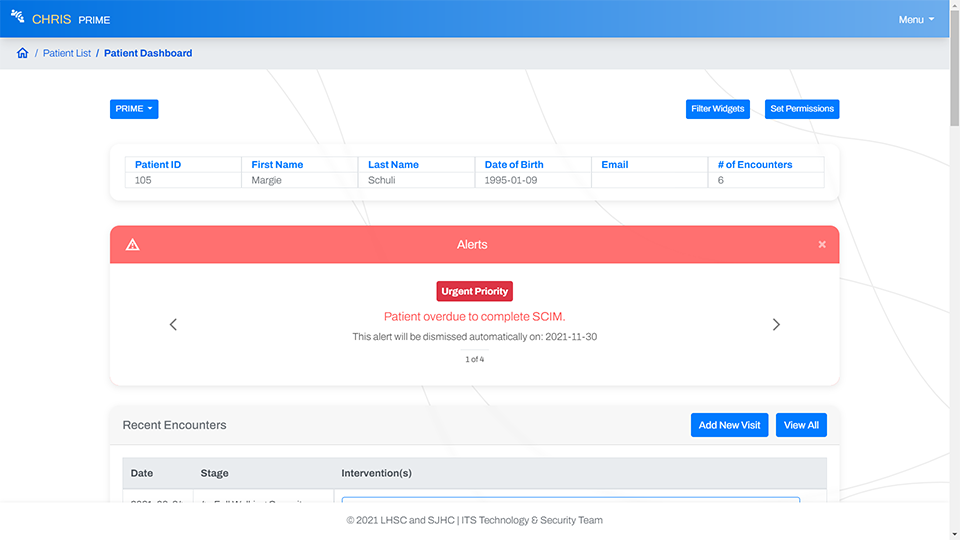 CHRIS PRIME Menu
/ Patient List / Patient Dashboard
PRIME Filter Widgets Set Permissions
Patient ID First Name Last Name Date of Birth Email # of Encounters
105 Margie Schuli 1995-01-09 6
Alerts ×
Urgent Priority
Patient overdue to complete SCIM.
This alert will be dismissed automatically on: 2021-11-30
1 of 4
Recent Encounters Add New Visit View All
Date Stage Intervention(s)
© 2021 LHSC and SJHC | ITS Technology & Security Team